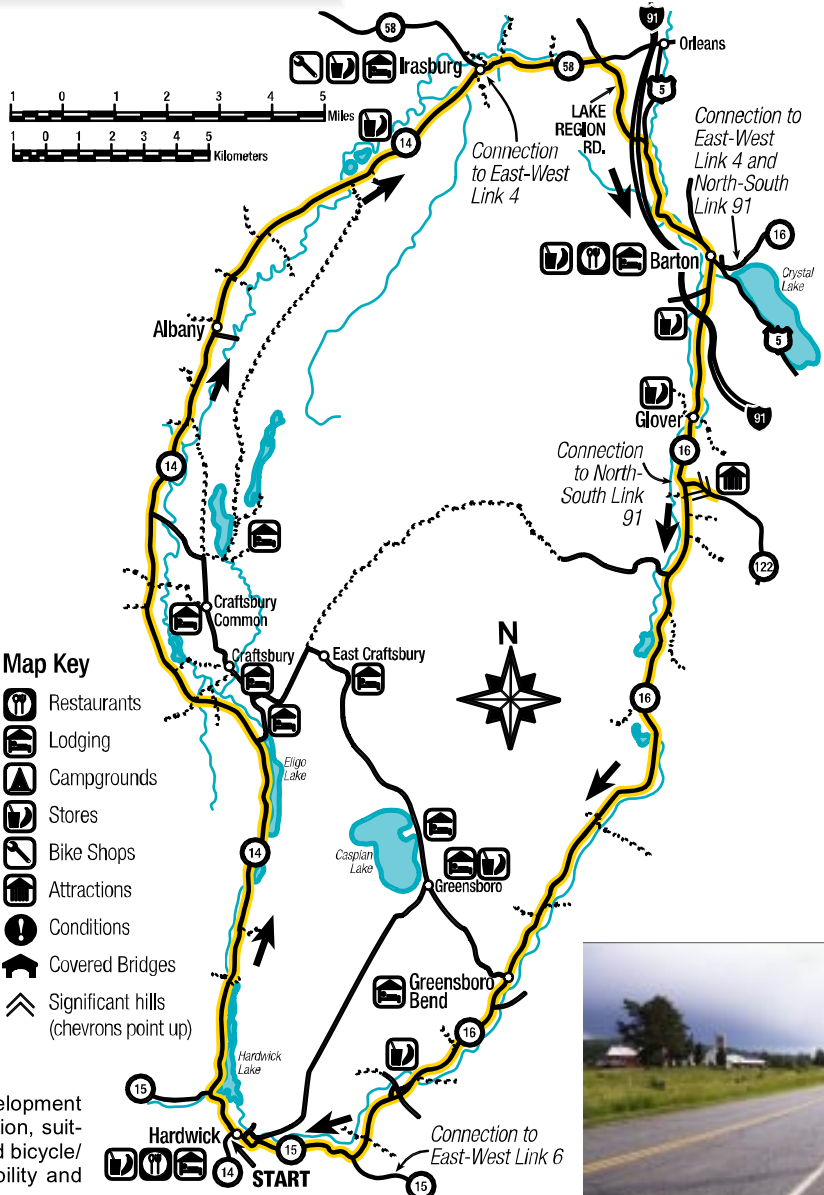 91
58
Orleans
Irasburg
58
5
1 0 1 2 3 4 5 Miles
1 0 1 2 3 4 5 Kilometers
LAKE
REGION
RD.
Connection to
East-West
Link 4 and
North-South
Link 91
14
Connection
to East-West
Link 4
16
Barton
Crystal
Lake
5
Albany
Glover
91
14
16
Connection
to North-
South Link
91
122
Craftsbury
Common
N
Craftsbury
East Craftsbury
16
Eligo
Lake
Map Key
Restaurants
Lodging
Campgrounds
Stores
Bike Shops
Attractions
Conditions
Covered Bridges
Significant hills
(chevrons point up)
14
Caspian
Lake
Greensboro
Greensboro
Bend
16
Hardwick
Lake
15
elopment
tion, suit-
d bicycle/
bility and
Hardwick
15
14
START
Connection to
East-West Link 6
15